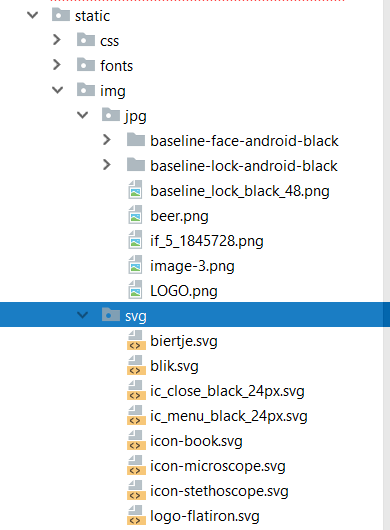 static
css
fonts
img
jpg
baseline-face-android-black
baseline-lock-android-black
baseline_lock_black_48.png
beer.png
if_5_1845728.png
image-3.png
LOGO.png
svg
biertje.svg
blik.svg
ic_close_black_24px.svg
ic_menu_black_24px.svg
icon-book.svg
icon-microscope.svg
icon-stethoscope.svg
logo-flatiron.svg